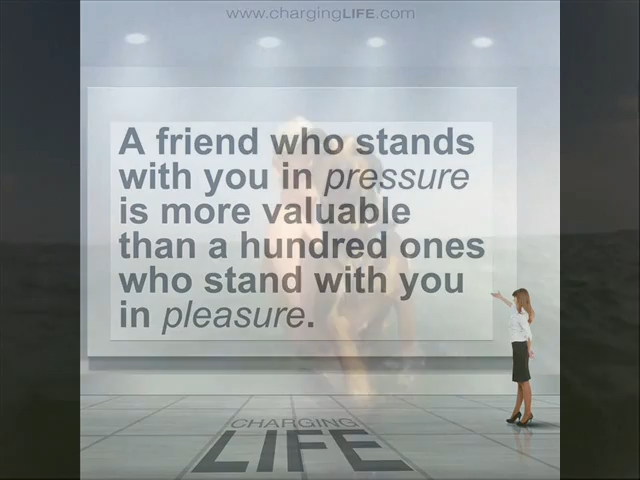 www.chargingLIFE.com
A friend who stands
with you in pressure
is more valuable
than a hundred ones
who stand with you
in pleasure.
CHARGING
LIFE